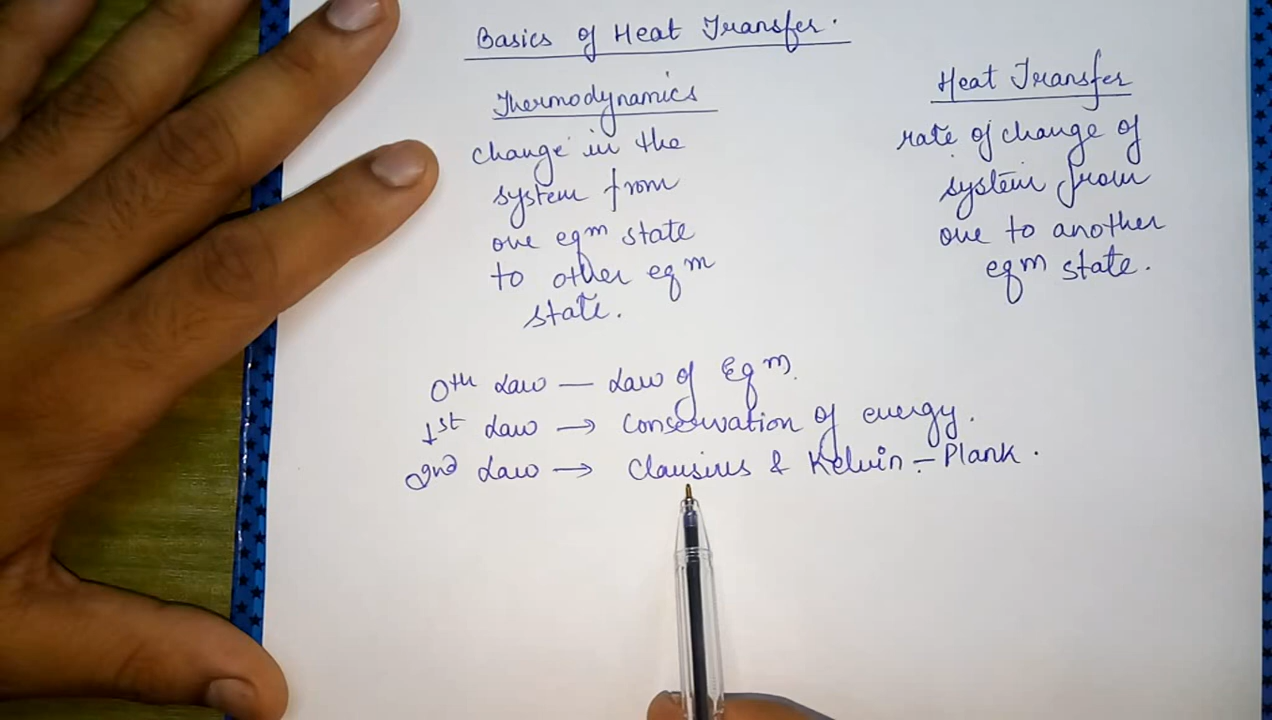 Basics of Heat Transfer.
Thermodynamics
change in the
system from
one eqm state
to other eqm
state.
Heat Transfer
rate of change of
system from
one to another
eqm state.
0th Law — Law of Eqm.
1st Law → Conservation of energy.
2nd Law → Clausius & Kelvin - Plank.